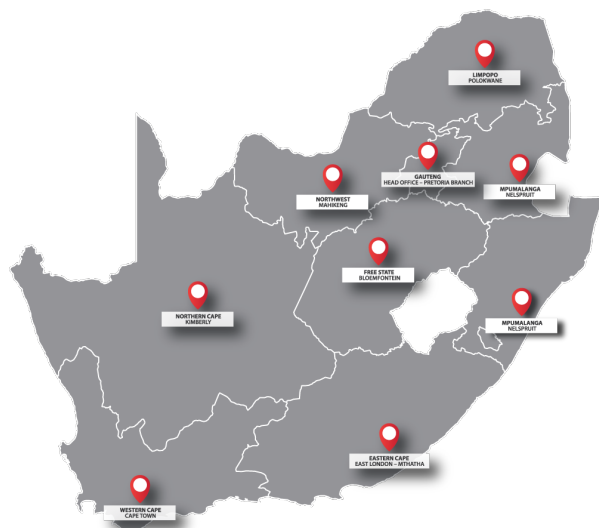 LIMPOPO
POLOKWANE
GAUTENG
HEAD OFFICE – PRETORIA BRANCH
NORTHWEST
MAHIKENG
MPUMALANGA
NELSPRUIT
FREE STATE
BLOEMFONTEIN
NORTHERN CAPE
KIMBERLY
MPUMALANGA
NELSPRUIT
EASTERN CAPE
EAST LONDON – MTHATHA
WESTERN CAPE
CAPE TOWN